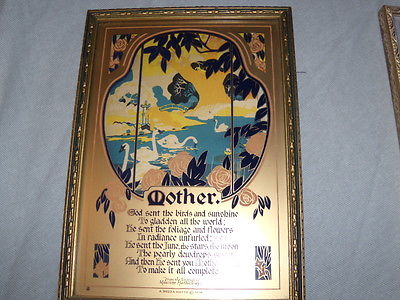 Mother.
God sent the birds and sunshine
To gladden all the world;
He sent the foliage and flowers
In radiance unfurled;
He sent the June, the stars, the moon
The pearly dewdrops
And then He sent you
To make it all complete